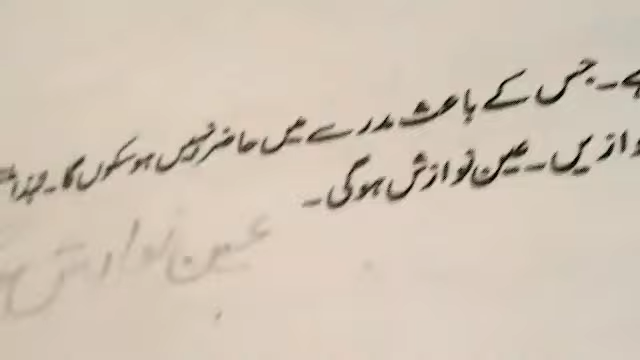 ہے۔ جس کے باعث مدرسے میں حاضر نہیں ہو سکوں گا۔ لہٰذا
نوازیں۔ عین نوازش ہوگی۔
عین نوازش